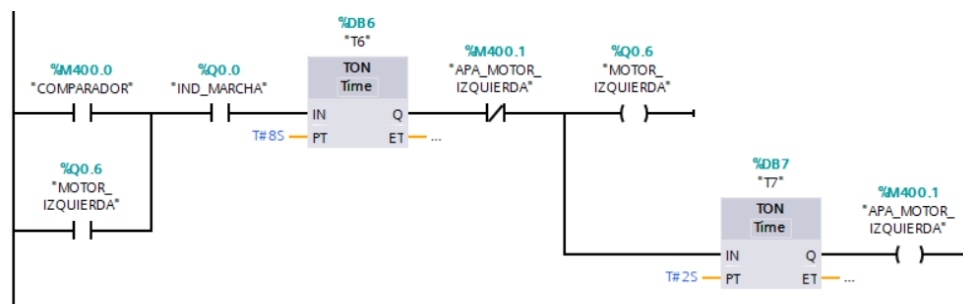 %DB6
"T6"
%M400.0
"COMPARADOR"
%Q0.0
"IND_MARCHA"
TON
Time
%M400.1
"APA_MOTOR_
IZQUIERDA"
%Q0.6
"MOTOR_
IZQUIERDA"
IN
Q
T#8S
PT
ET
...
%Q0.6
"MOTOR_
IZQUIERDA"
%DB7
"T7"
TON
Time
%M400.1
"APA_MOTOR_
IZQUIERDA"
IN
Q
T#2S
PT
ET
...